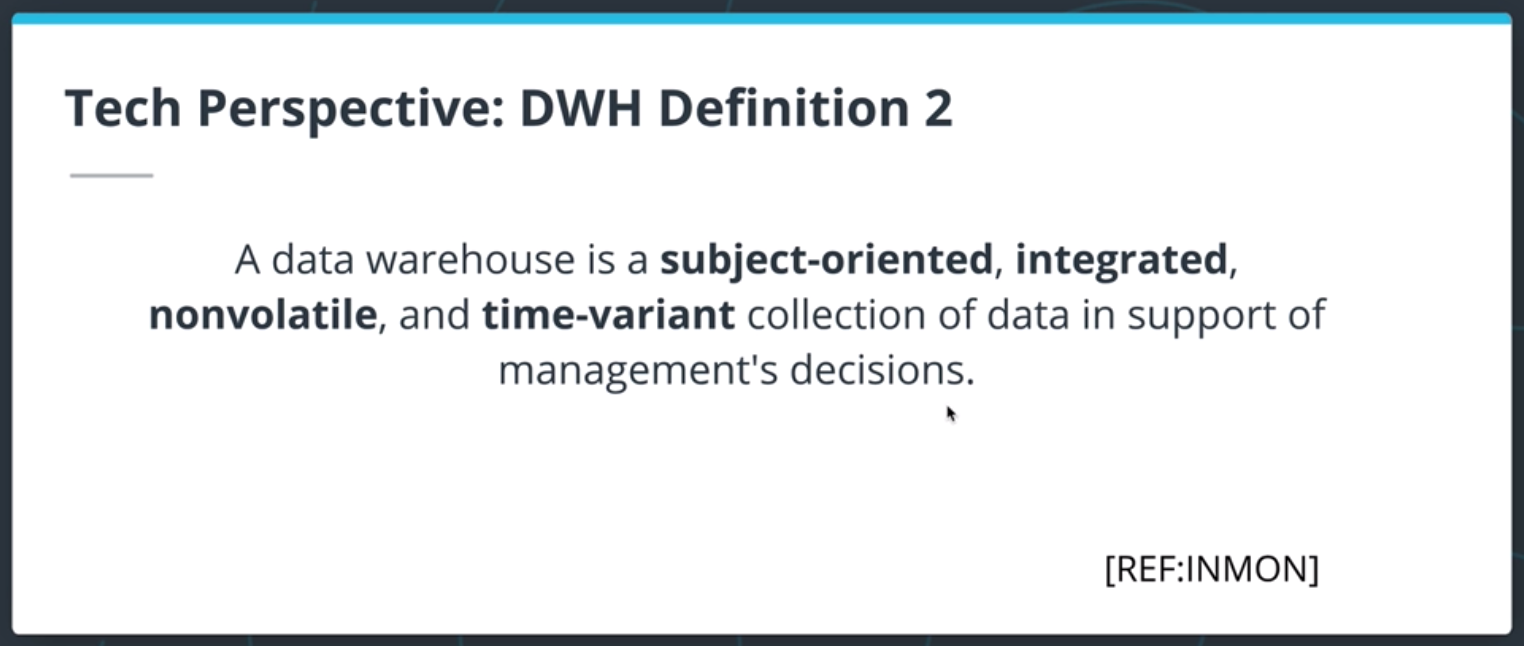 Tech Perspective: DWH Definition 2
A data warehouse is a subject-oriented, integrated,
nonvolatile, and time-variant collection of data in support of
management's decisions.
[REF:INMON]